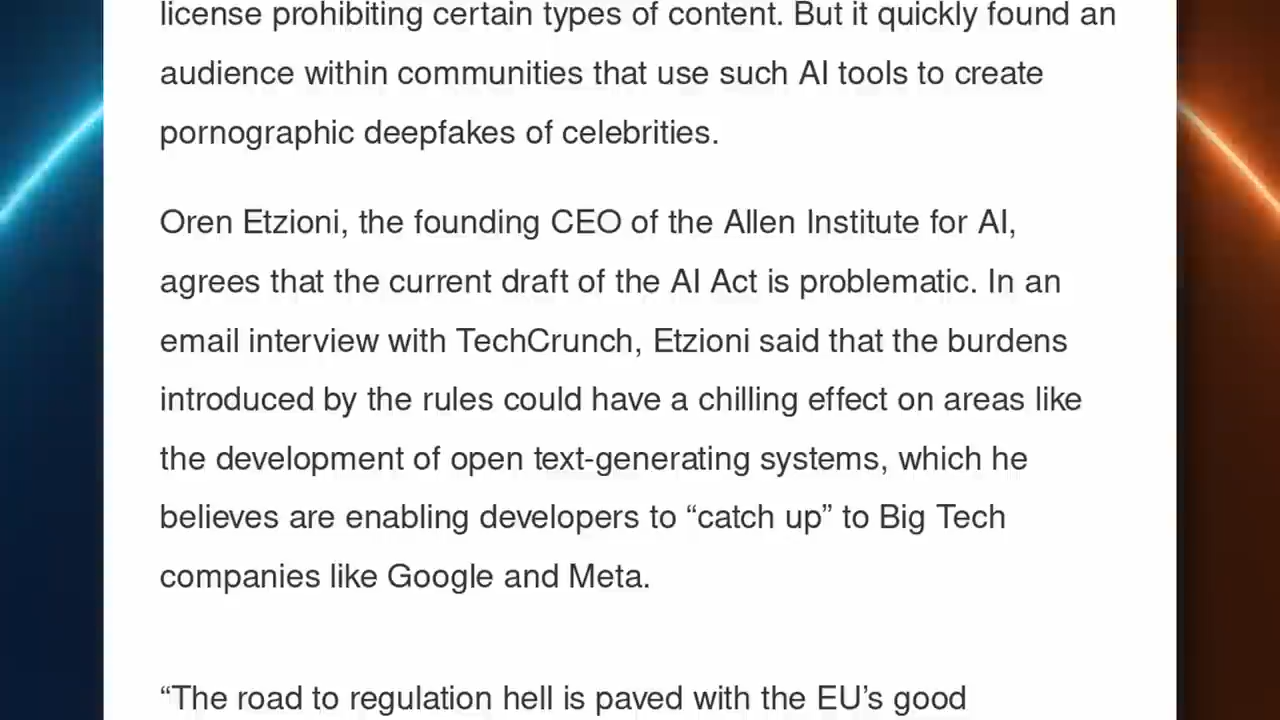 license prohibiting certain types of content. But it quickly found an
audience within communities that use such AI tools to create
pornographic deepfakes of celebrities.
Oren Etzioni, the founding CEO of the Allen Institute for AI,
agrees that the current draft of the AI Act is problematic. In an
email interview with TechCrunch, Etzioni said that the burdens
introduced by the rules could have a chilling effect on areas like
the development of open text-generating systems, which he
believes are enabling developers to “catch up” to Big Tech
companies like Google and Meta.
“The road to regulation hell is paved with the EU’s good